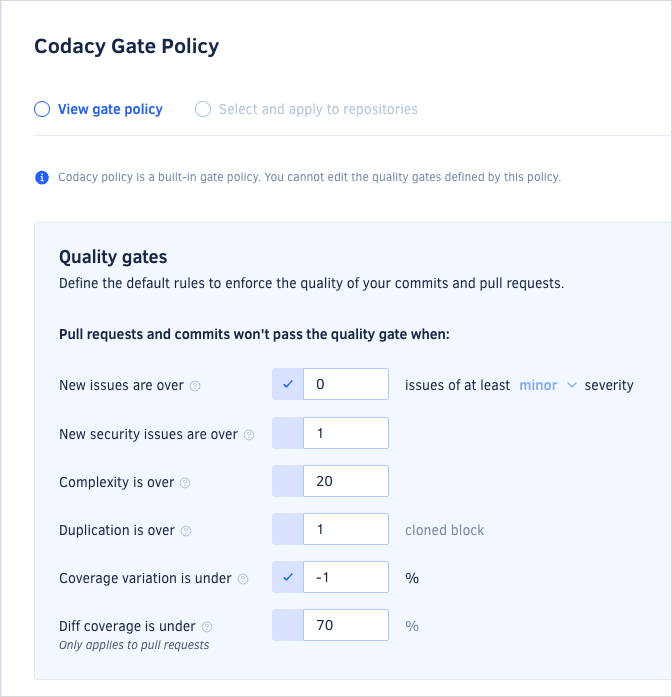 Codacy Gate Policy
View gate policy Select and apply to repositories
Codacy policy is a built-in gate policy. You cannot edit the quality gates defined by this policy.
Quality gates
Define the default rules to enforce the quality of your commits and pull requests.
Pull requests and commits won't pass the quality gate when:
New issues are over 0 issues of at least minor severity
New security issues are over 1
Complexity is over 20
Duplication is over 1 cloned block
Coverage variation is under -1 %
Diff coverage is under 70 %
Only applies to pull requests